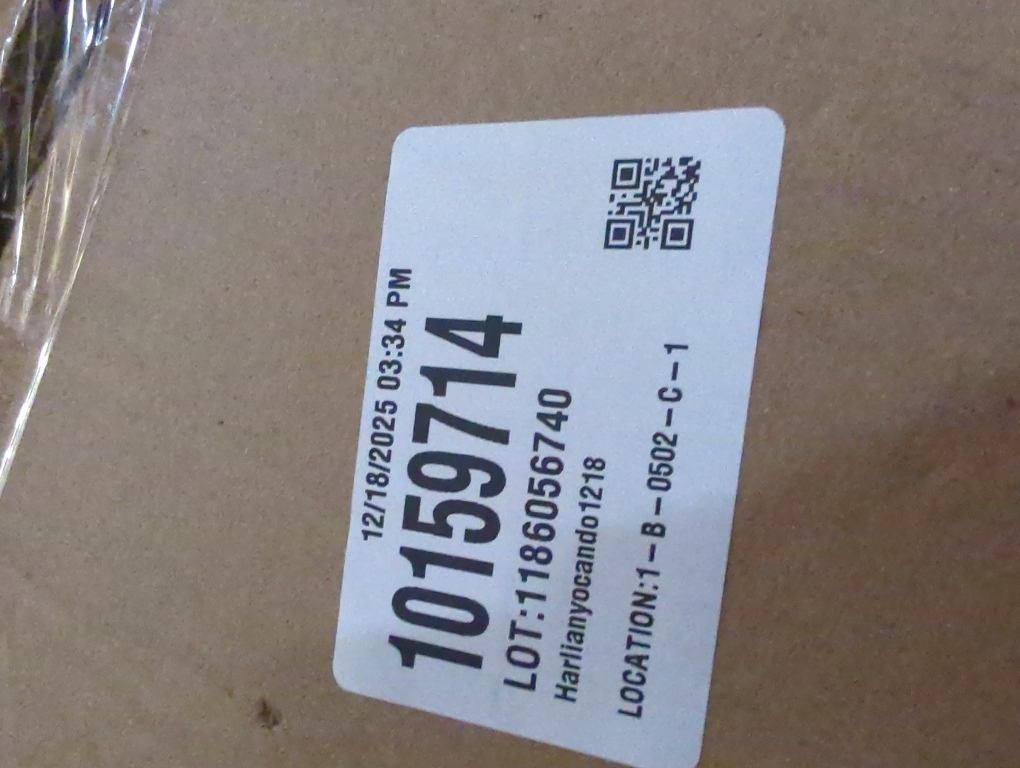 12/18/2025 03:34 PM
10159714
LOT:1186056740
Harlianyocando1218
LOCATION:1-B-0502-C-1